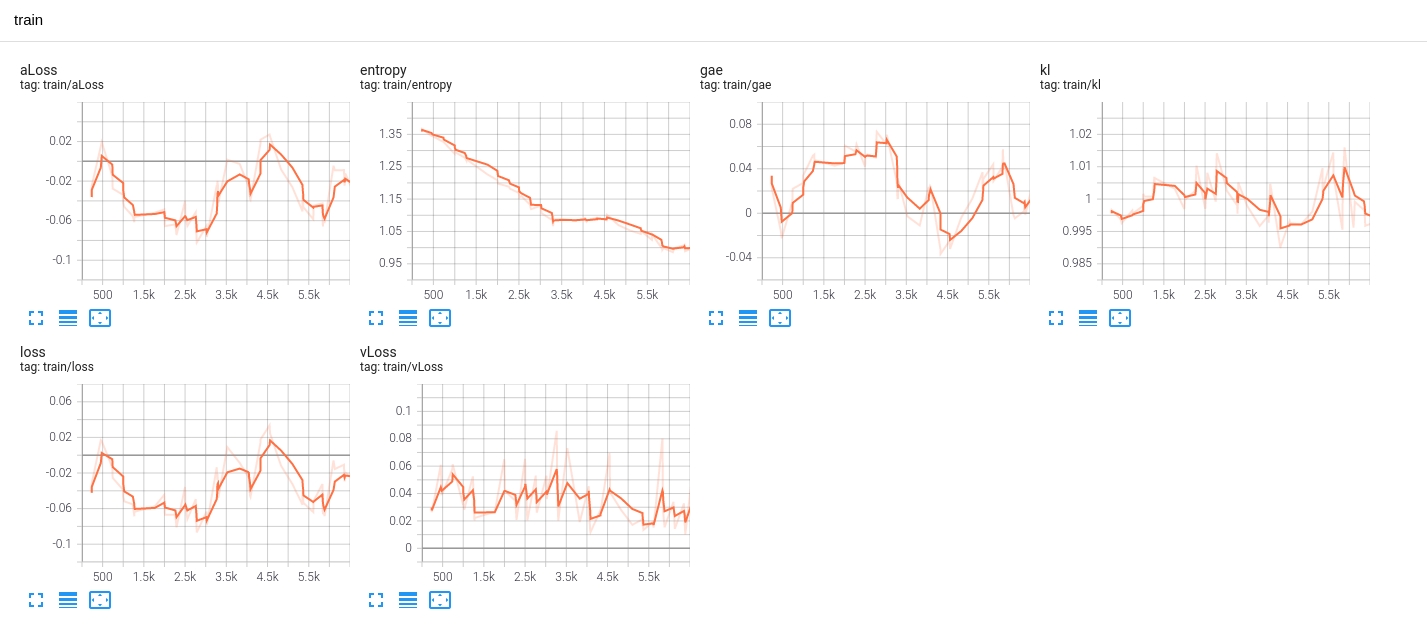 train
aLoss
tag: train/aLoss
0.02
-0.02
-0.06
-0.1
500 1.5k 2.5k 3.5k 4.5k 5.5k
entropy
tag: train/entropy
1.35
1.25
1.15
1.05
0.95
500 1.5k 2.5k 3.5k 4.5k 5.5k
gae
tag: train/gae
0.08
0.04
0
-0.04
500 1.5k 2.5k 3.5k 4.5k 5.5k
kl
tag: train/kl
1.02
1.01
1
0.995
0.985
500 1.5k 2.5k 3.5k 4.5k 5.5k
loss
tag: train/loss
0.06
0.02
-0.02
-0.06
-0.1
500 1.5k 2.5k 3.5k 4.5k 5.5k
vLoss
tag: train/vLoss
0.1
0.08
0.06
0.04
0.02
0
500 1.5k 2.5k 3.5k 4.5k 5.5k